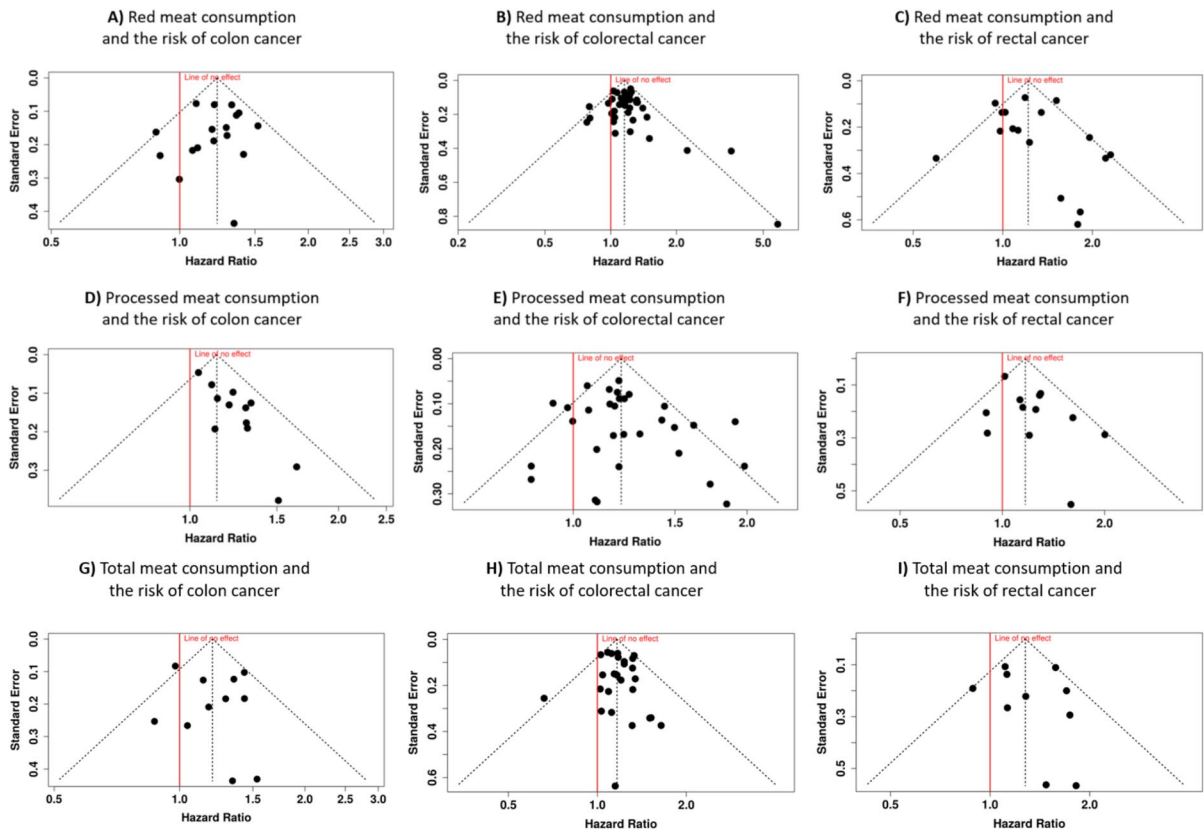 A) Red meat consumption
and the risk of colon cancer
Line of no effect
0.0
0.1
0.2
0.3
0.4
Standard Error
0.5
1.0
1.5
2.0
3.0
Hazard Ratio
B) Red meat consumption and
the risk of colorectal cancer
Line of no effect
0.0
0.2
0.4
0.6
0.8
Standard Error
0.2
0.5
1.0
2.0
5.0
Hazard Ratio
C) Red meat consumption and
the risk of rectal cancer
Line of no effect
0.0
0.2
0.4
0.6
Standard Error
0.5
1.0
2.0
Hazard Ratio
D) Processed meat consumption
and the risk of colon cancer
Line of no effect
0.0
0.1
0.2
0.3
Standard Error
1.0
1.5
2.0
2.5
Hazard Ratio
E) Processed meat consumption
and the risk of colorectal cancer
Line of no effect
0.00
0.10
0.20
0.30
Standard Error
1.0
1.5
2.0
Hazard Ratio
F) Processed meat consumption
and the risk of rectal cancer
Line of no effect
0.1
0.3
0.5
Standard Error
0.5
1.0
2.0
Hazard Ratio
G) Total meat consumption and
the risk of colon cancer
Line of no effect
0.0
0.1
0.2
0.3
0.4
Standard Error
0.5
1.0
1.5
2.0
3.0
Hazard Ratio
H) Total meat consumption and
the risk of colorectal cancer
Line of no effect
0.0
0.2
0.4
0.6
Standard Error
0.5
1.0
2.0
Hazard Ratio
I) Total meat consumption and
the risk of rectal cancer
Line of no effect
0.1
0.3
0.5
Standard Error
0.5
1.0
2.0
Hazard Ratio